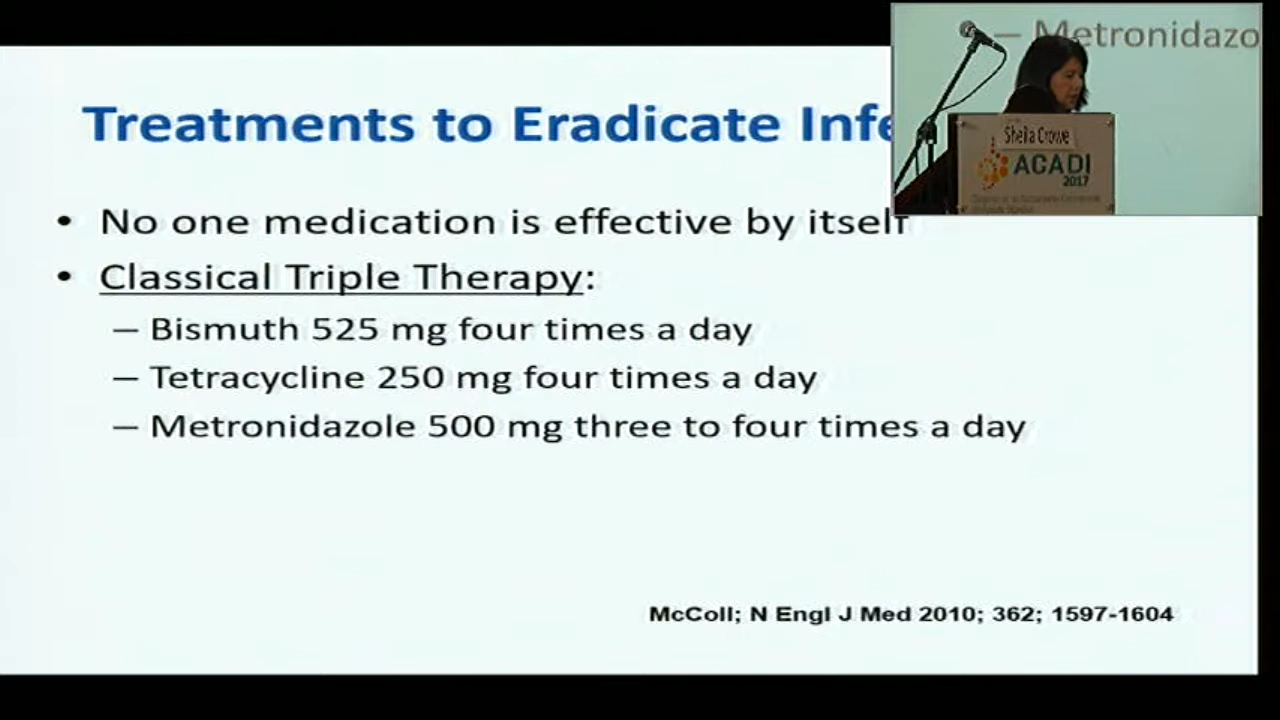 Treatments to Eradicate Infe
— Metronidazo
• No one medication is effective by itself
• Classical Triple Therapy:
– Bismuth 525 mg four times a day
– Tetracycline 250 mg four times a day
– Metronidazole 500 mg three to four times a day
McColl; N Engl J Med 2010; 362; 1597-1604
Sheila Crowe
ACADI
2017